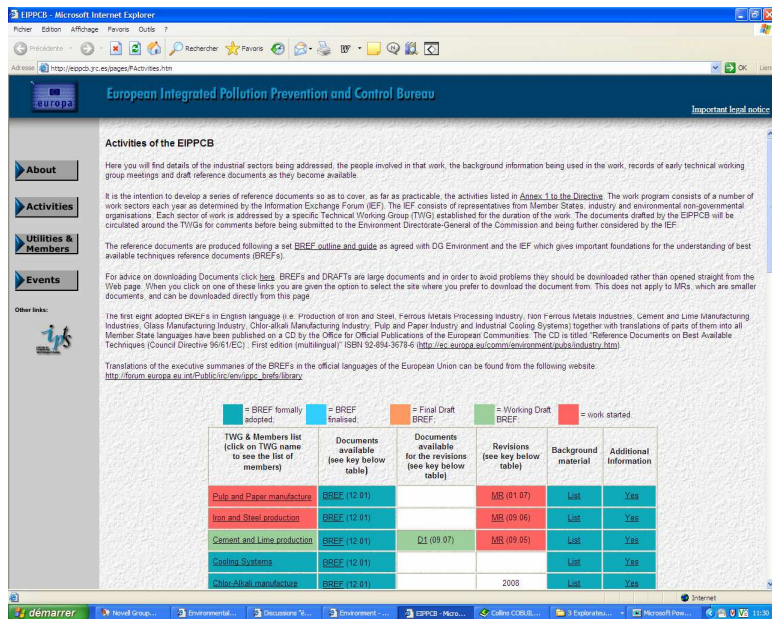 EIPPCB - Microsoft Internet Explorer
Fichier Edition Affichage Favoris Outils ?
Précédente Rechercher Favoris
Adresse http://eippcb.jrc.es/pages/FActivities.htm OK Liens
europa
European Integrated Pollution Prevention and Control Bureau
Important legal notice
About
Activities
Utilities &
Members
Events
Other links:
ipts
Activities of the EIPPCB
Here you will find details of the industrial sectors being addressed, the people involved in that work, the background information being used in the work, records of early technical working
group meetings and draft reference documents as they become available.
It is the intention to develop a series of reference documents so as to cover, as far as practicable, the activities listed in Annex 1 to the Directive. The work program consists of a number of
work sectors each year as determined by the Information Exchange Forum (IEF). The IEF consists of representatives from Member States, industry and environmental non-governmental
organisations. Each sector of work is addressed by a specific Technical Working Group (TWG) established for the duration of the work. The documents drafted by the EIPPCB will be
circulated around the TWGs for comments before being submitted to the Environment Directorate-General of the Commission and being further considered by the IEF.
The reference documents are produced following a set BREF outline and guide as agreed with DG Environment and the IEF which gives important foundations for the understanding of best
available techniques reference documents (BREFs).
For advice on downloading Documents click here. BREFs and DRAFTs are large documents and in order to avoid problems they should be downloaded rather than opened straight from the
Web page. When you click on one of these links you are given the option to select the site where you prefer to download the document from. This does not apply to MRs, which are smaller
documents, and can be downloaded directly from this page.
The first eight adopted BREFs in English language (i.e. Production of Iron and Steel, Ferrous Metals Processing Industry, Non Ferrous Metals Industries, Cement and Lime Manufacturing
Industries, Glass Manufacturing Industry, Chlor-alkali Manufacturing Industry, Pulp and Paper Industry and Industrial Cooling Systems) together with translations of parts of them into all
Member State languages have been published on a CD by the Office for Official Publications of the European Communities. The CD is titled "Reference Documents on Best Available
Techniques (Council Directive 96/61/EC) : First edition (multilingual)" ISBN 92-894-3678-6 (http://ec.europa.eu/comm/environment/pubs/industry.htm)
Translations of the executive summaries of the BREFs in the official languages of the European Union can be found from the following website:
http://forum.europa.eu.int/Public/irc/env/ippc_brefs/library
= BREF formally adopted; = BREF finalised; = Final Draft BREF; = Working Draft BREF; = work started.
TWG & Members list (click on TWG name to see the list of members) Documents available (see key below table) Documents available for the revisions (see key below table) Revisions (see key below table) Background material Additional Information
Pulp and Paper manufacture BREF (12.01) MR (01.07) List Yes
Iron and Steel production BREF (12.01) MR (09.06) List Yes
Cement and Lime production BREF (12.01) D1 (09.07) MR (09.05) List Yes
Cooling Systems BREF (12.01) List Yes
Chlor-Alkali manufacture BREF (12.01) 2008 List Yes
Internet
démarrer Novell Group... Environmental... Discussions "é... Environment - ... EIPPCB - Micro... Collins COBUIL... 3 Explorateu... Microsoft Pow... 11:30